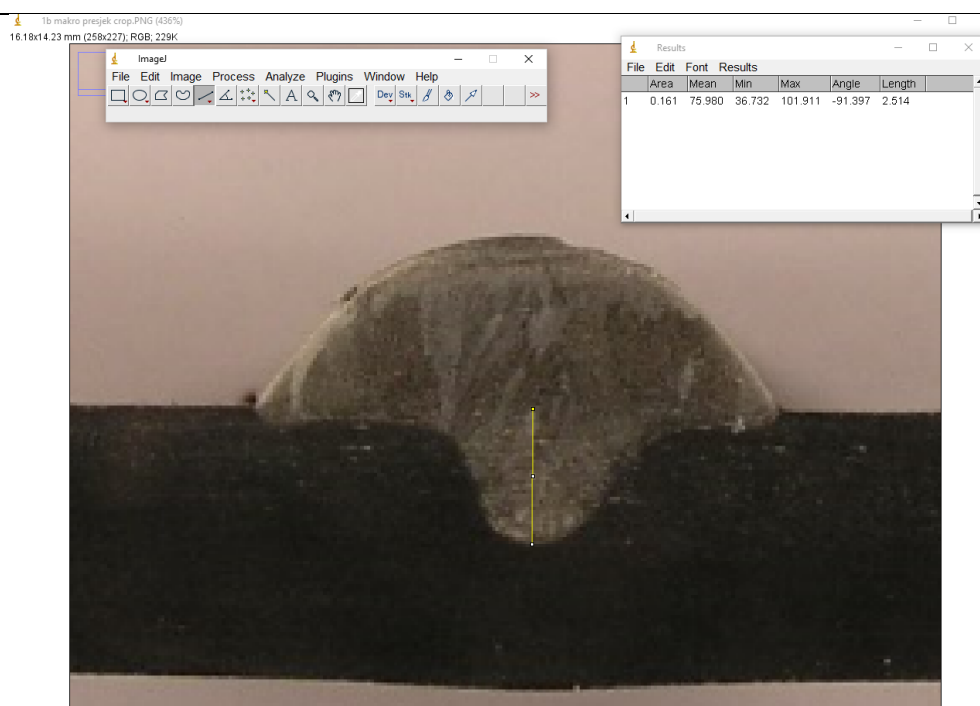 1b makro presjek crop.PNG (436%)
16.18x14.23 mm (258x227); RGB; 229K
ImageJ
File Edit Image Process Analyze Plugins Window Help
A Dev Stk >>
Results
File Edit Font Results
Area Mean Min Max Angle Length
1 0.161 75.980 36.732 101.911 -91.397 2.514